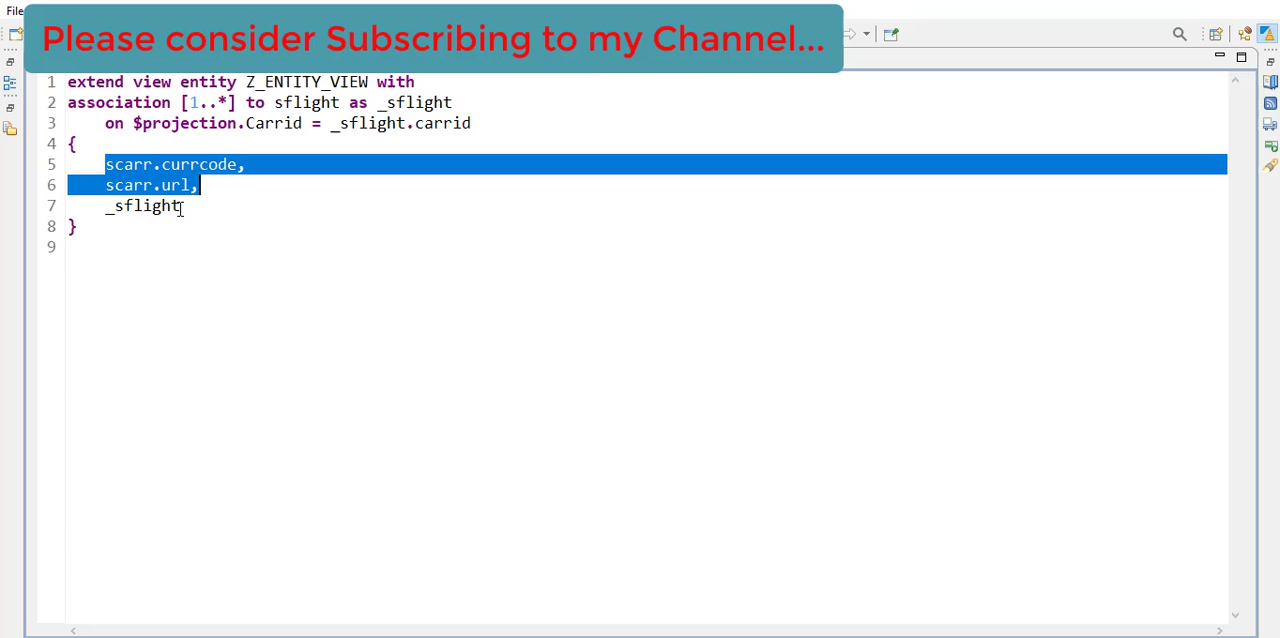 File
Please consider Subscribing to my Channel...
1 extend view entity Z_ENTITY_VIEW with
2 association [1..*] to sflight as _sflight
3 on $projection.Carrid = _sflight.carrid
4 {
5 scarr.currcode,
6 scarr.url,
7 _sflight
8 }
9